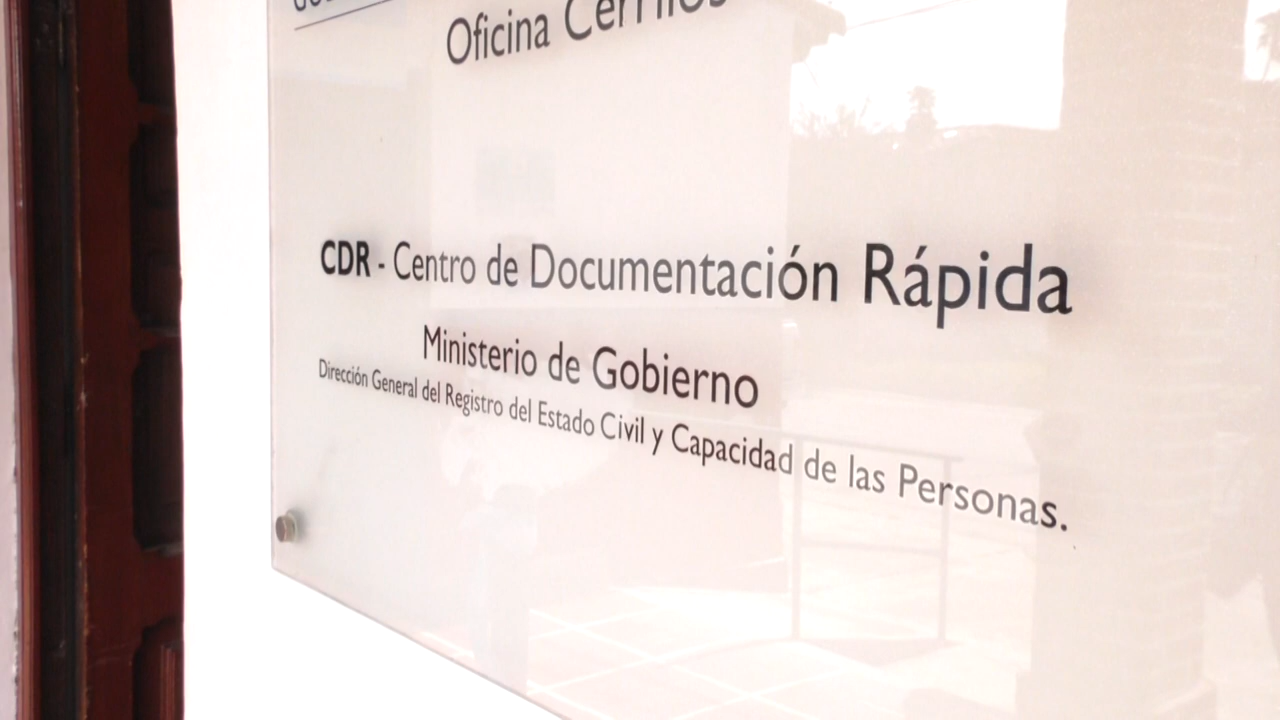 Oficina Cerrillos
CDR - Centro de Documentación Rápida
Ministerio de Gobierno
Dirección General del Registro del Estado Civil y Capacidad de las Personas.